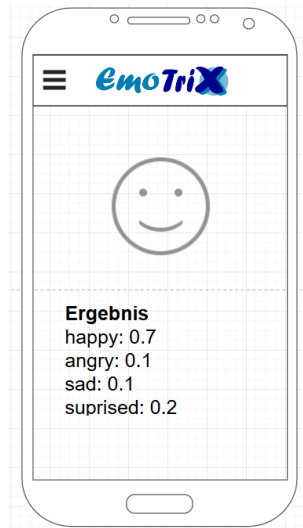 EmoTriX
Ergebnis
happy: 0.7
angry: 0.1
sad: 0.1
suprised: 0.2